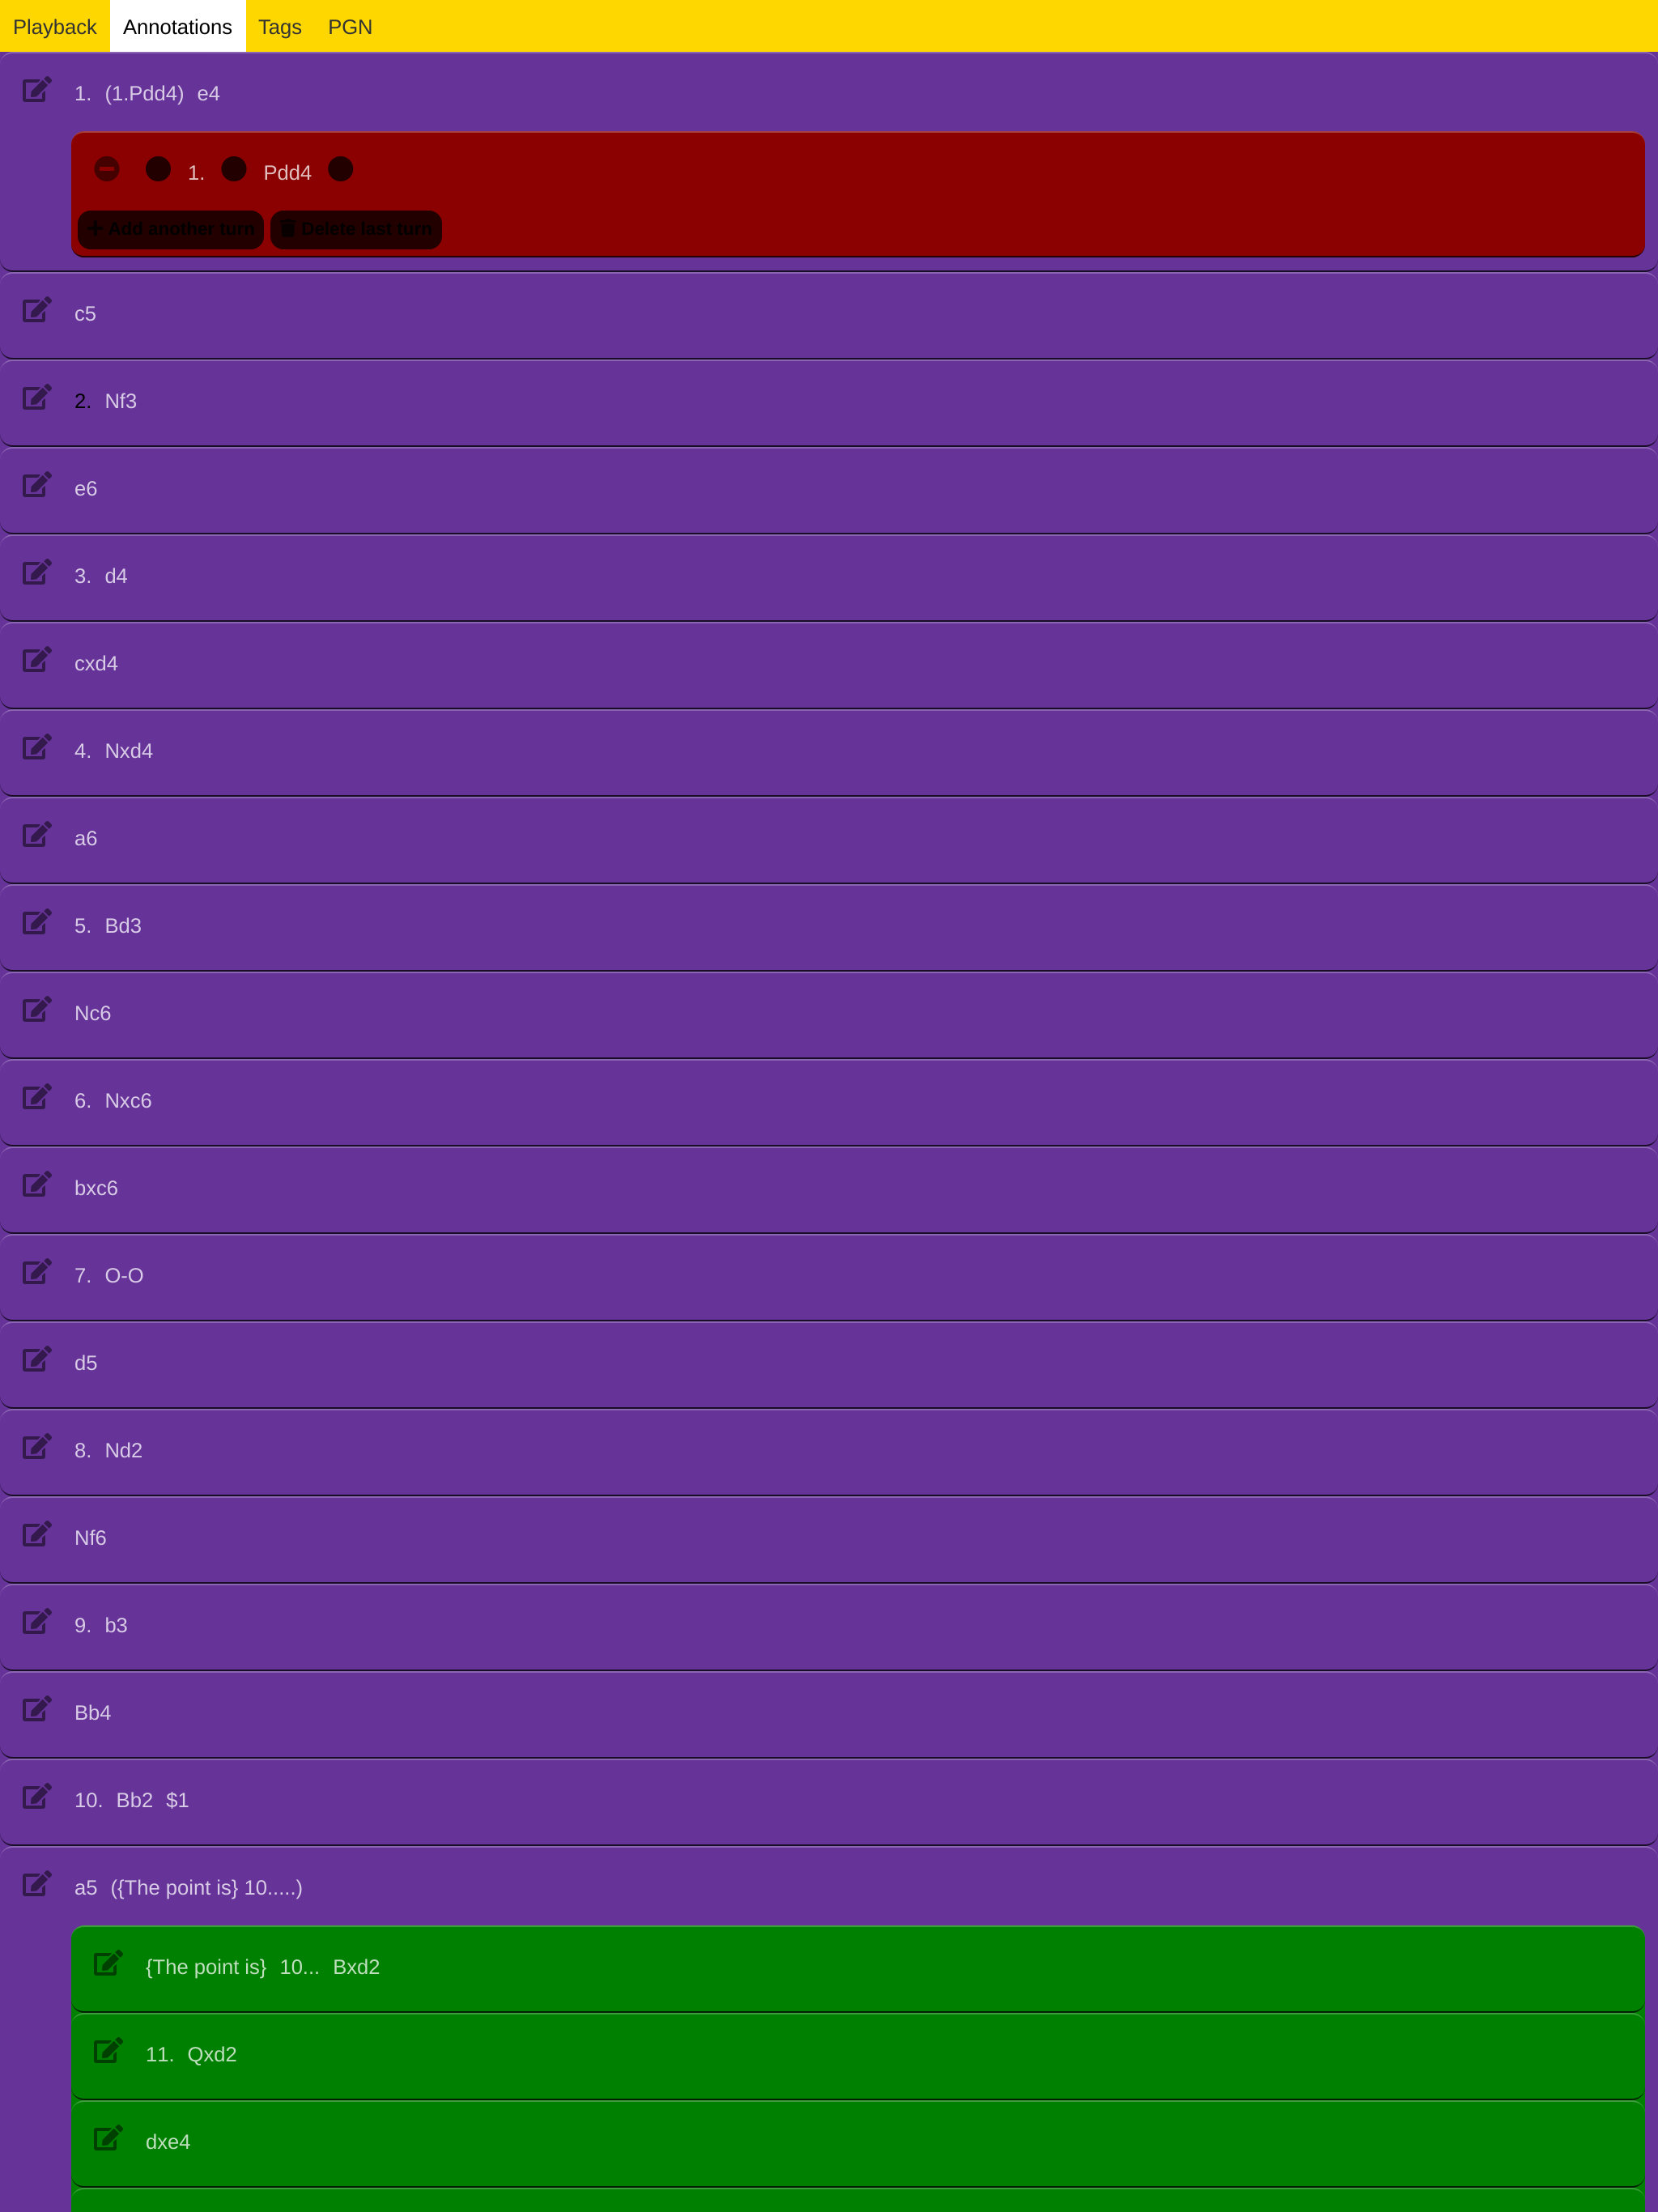 Playback Annotations Tags PGN
1. (1.Pdd4) e4
1. Pdd4
Add another turn Delete last turn
c5
2. Nf3
e6
3. d4
cxd4
4. Nxd4
a6
5. Bd3
Nc6
6. Nxc6
bxc6
7. O-O
d5
8. Nd2
Nf6
9. b3
Bb4
10. Bb2 $1
a5 ({The point is} 10.....)
{The point is} 10... Bxd2
11. Qxd2
dxe4